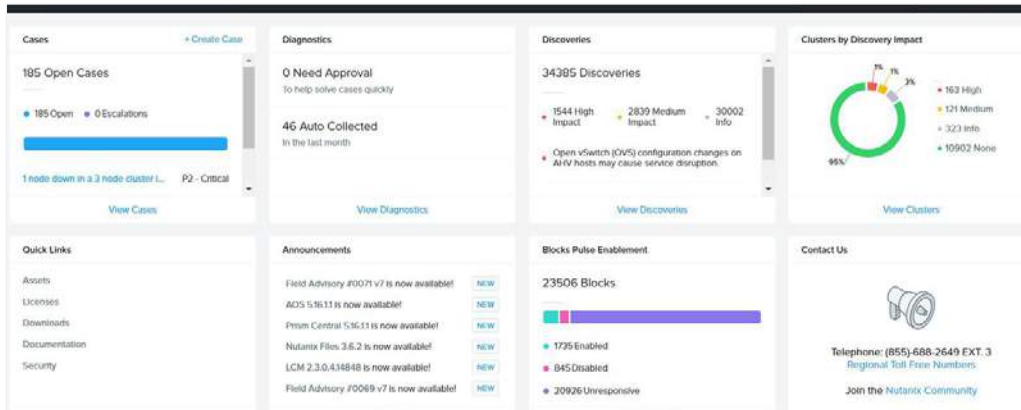 Cases
+ Create Case
185 Open Cases
185 Open
0 Escalations
1 node down in a 3 node cluster i...
P2 - Critical
View Cases
Diagnostics
0 Need Approval
To help solve cases quickly
46 Auto Collected
In the last month
View Diagnostics
Discoveries
34385 Discoveries
1544 High
Impact
2839 Medium
Impact
30002
Info
Open vSwitch (OVS) configuration changes on
AHV hosts may cause service disruption.
View Discoveries
Clusters by Discovery Impact
1%
1%
3%
95%
163 High
121 Medium
323 Info
10902 None
View Clusters
Quick Links
Assets
Licenses
Downloads
Documentation
Security
Announcements
Field Advisory #0071 v7 is now available! NEW
AOS 5.16.1.1 is now available! NEW
Prism Central 5.16.1.1 is now available! NEW
Nutanix Files 3.6.2 is now available! NEW
LCM 2.3.0.4.14848 is now available! NEW
Field Advisory #0069 v7 is now available! NEW
Blocks Pulse Enablement
23506 Blocks
1735 Enabled
845 Disabled
20926 Unresponsive
Contact Us
Telephone: (855)-688-2649 EXT. 3
Regional Toll Free Numbers
Join the Nutanix Community